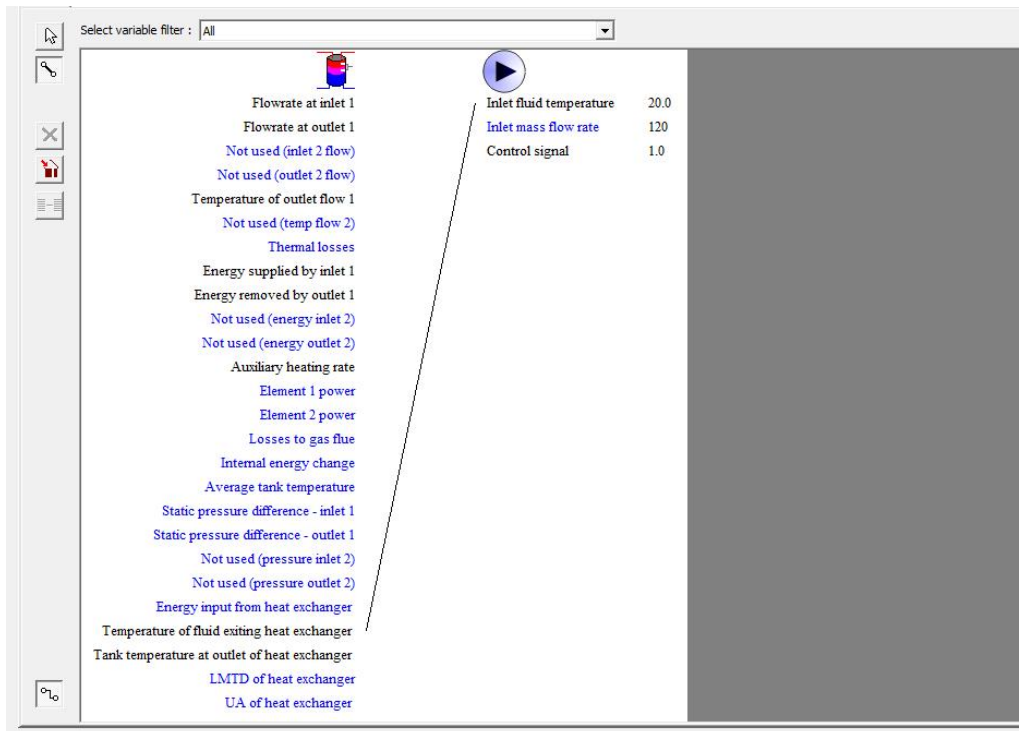 Select variable filter : All
Flowrate at inlet 1
Flowrate at outlet 1
Not used (inlet 2 flow)
Not used (outlet 2 flow)
Temperature of outlet flow 1
Not used (temp flow 2)
Thermal losses
Energy supplied by inlet 1
Energy removed by outlet 1
Not used (energy inlet 2)
Not used (energy outlet 2)
Auxiliary heating rate
Element 1 power
Element 2 power
Losses to gas flue
Internal energy change
Average tank temperature
Static pressure difference - inlet 1
Static pressure difference - outlet 1
Not used (pressure inlet 2)
Not used (pressure outlet 2)
Energy input from heat exchanger
Temperature of fluid exiting heat exchanger
Tank temperature at outlet of heat exchanger
LMTD of heat exchanger
UA of heat exchanger
Inlet fluid temperature 20.0
Inlet mass flow rate 120
Control signal 1.0